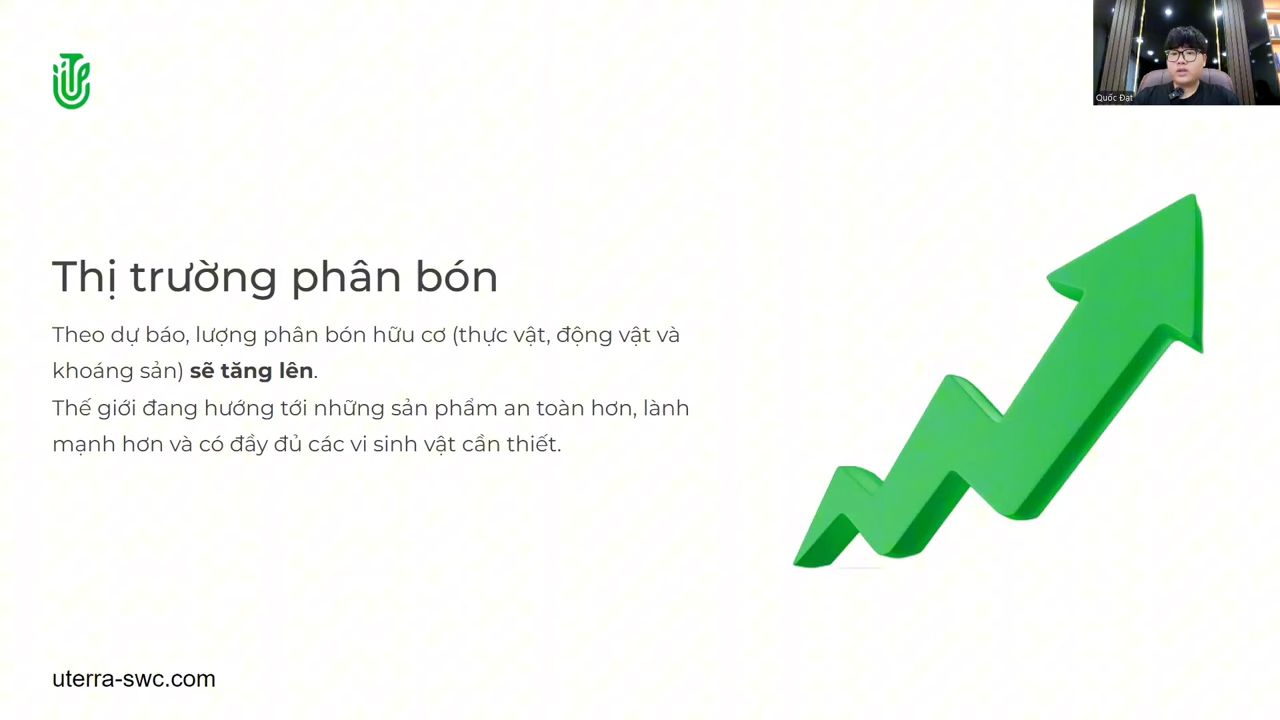 Quốc Đạt
Thị trường phân bón
Theo dự báo, lượng phân bón hữu cơ (thực vật, động vật và
khoáng sản) sẽ tăng lên.
Thế giới đang hướng tới những sản phẩm an toàn hơn, lành
mạnh hơn và có đầy đủ các vi sinh vật cần thiết.
uterra-swc.com